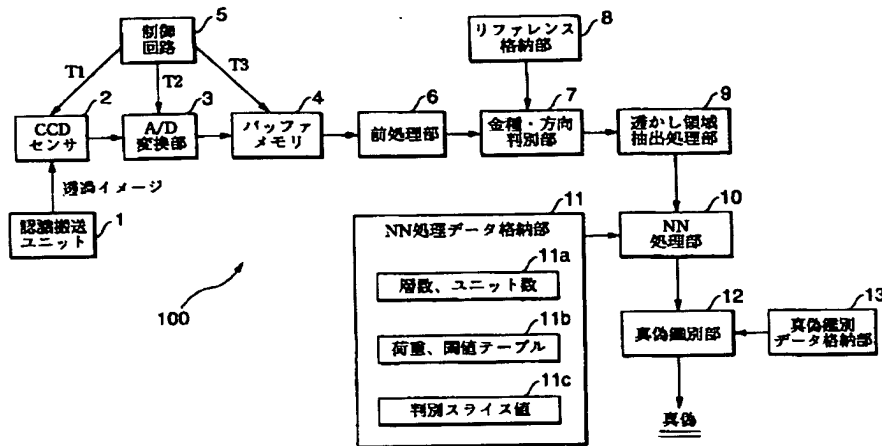 5
制御
回路
T1
T2
T3
2
CCD
センサ
3
A/D
変換部
4
バッファ
メモリ
6
前処理部
8
リファレンス
格納部
7
金種・方向
判別部
9
透かし領域
抽出処理部
透過イメージ
1
認識搬送
ユニット
11
NN処理データ格納部
11a
層数、ユニット数
11b
荷重、閾値テーブル
11c
判別スライス値
10
NN
処理部
12
真偽鑑別部
13
真偽鑑別
データ格納部
真偽
100